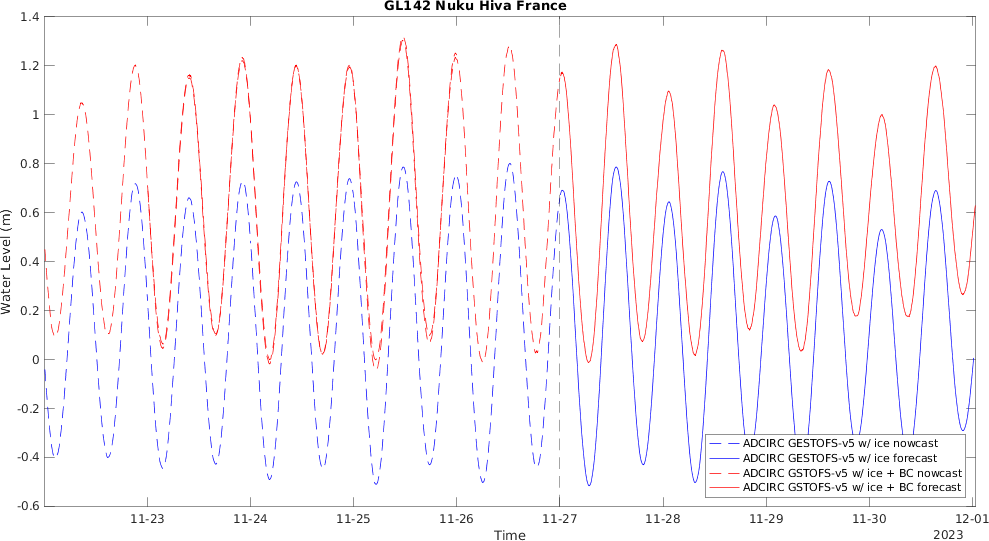 GL142 Nuku Hiva France
1.4
1.2
1
0.8
0.6
0.4
0.2
0
-0.2
-0.4
-0.6
Water Level (m)
ADCIRC GESTOFS-v5 w/ ice nowcast
ADCIRC GESTOFS-v5 w/ ice forecast
ADCIRC GSTOFS-v5 w/ ice + BC nowcast
ADCIRC GSTOFS-v5 w/ ice + BC forecast
11-23 11-24 11-25 11-26 11-27 11-28 11-29 11-30 12-01
Time
2023